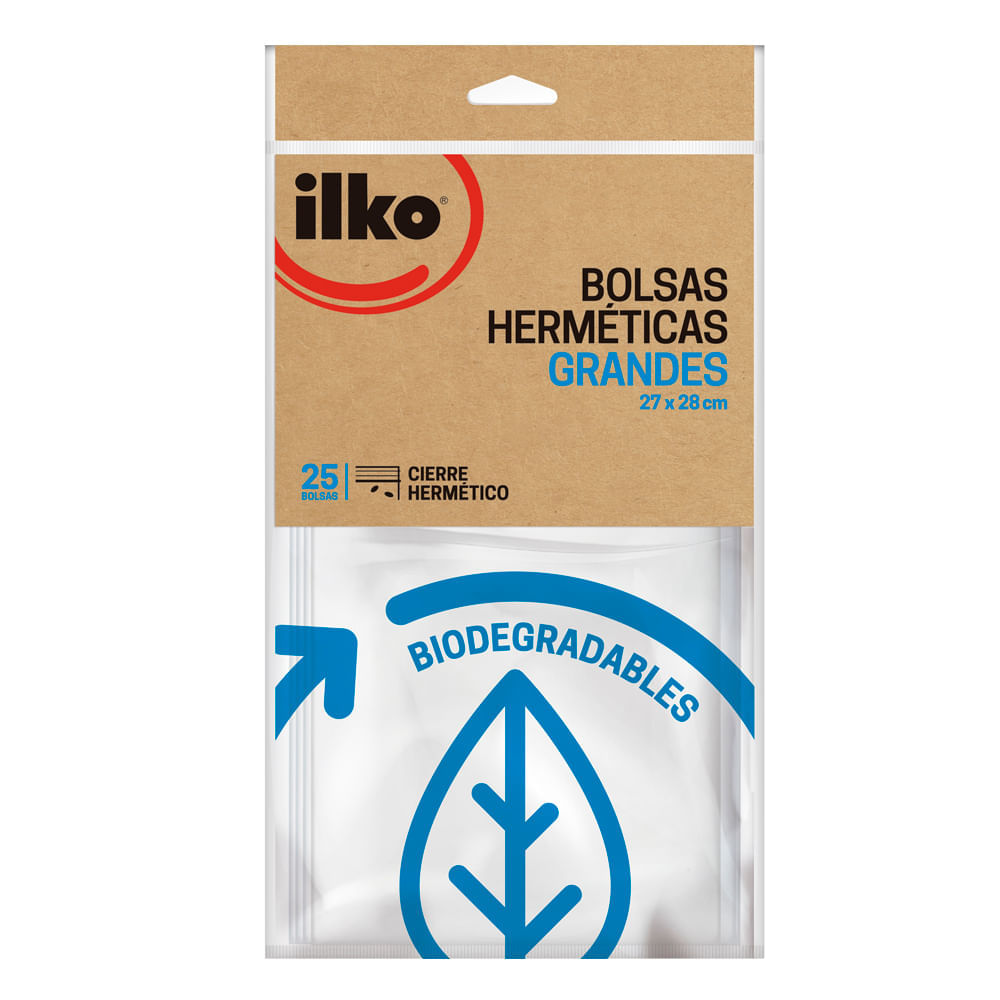 ilko®
BOLSAS
HERMÉTICAS
GRANDES
27 x 28 cm
25
BOLSAS
CIERRE
HERMÉTICO
BIODEGRADABLES